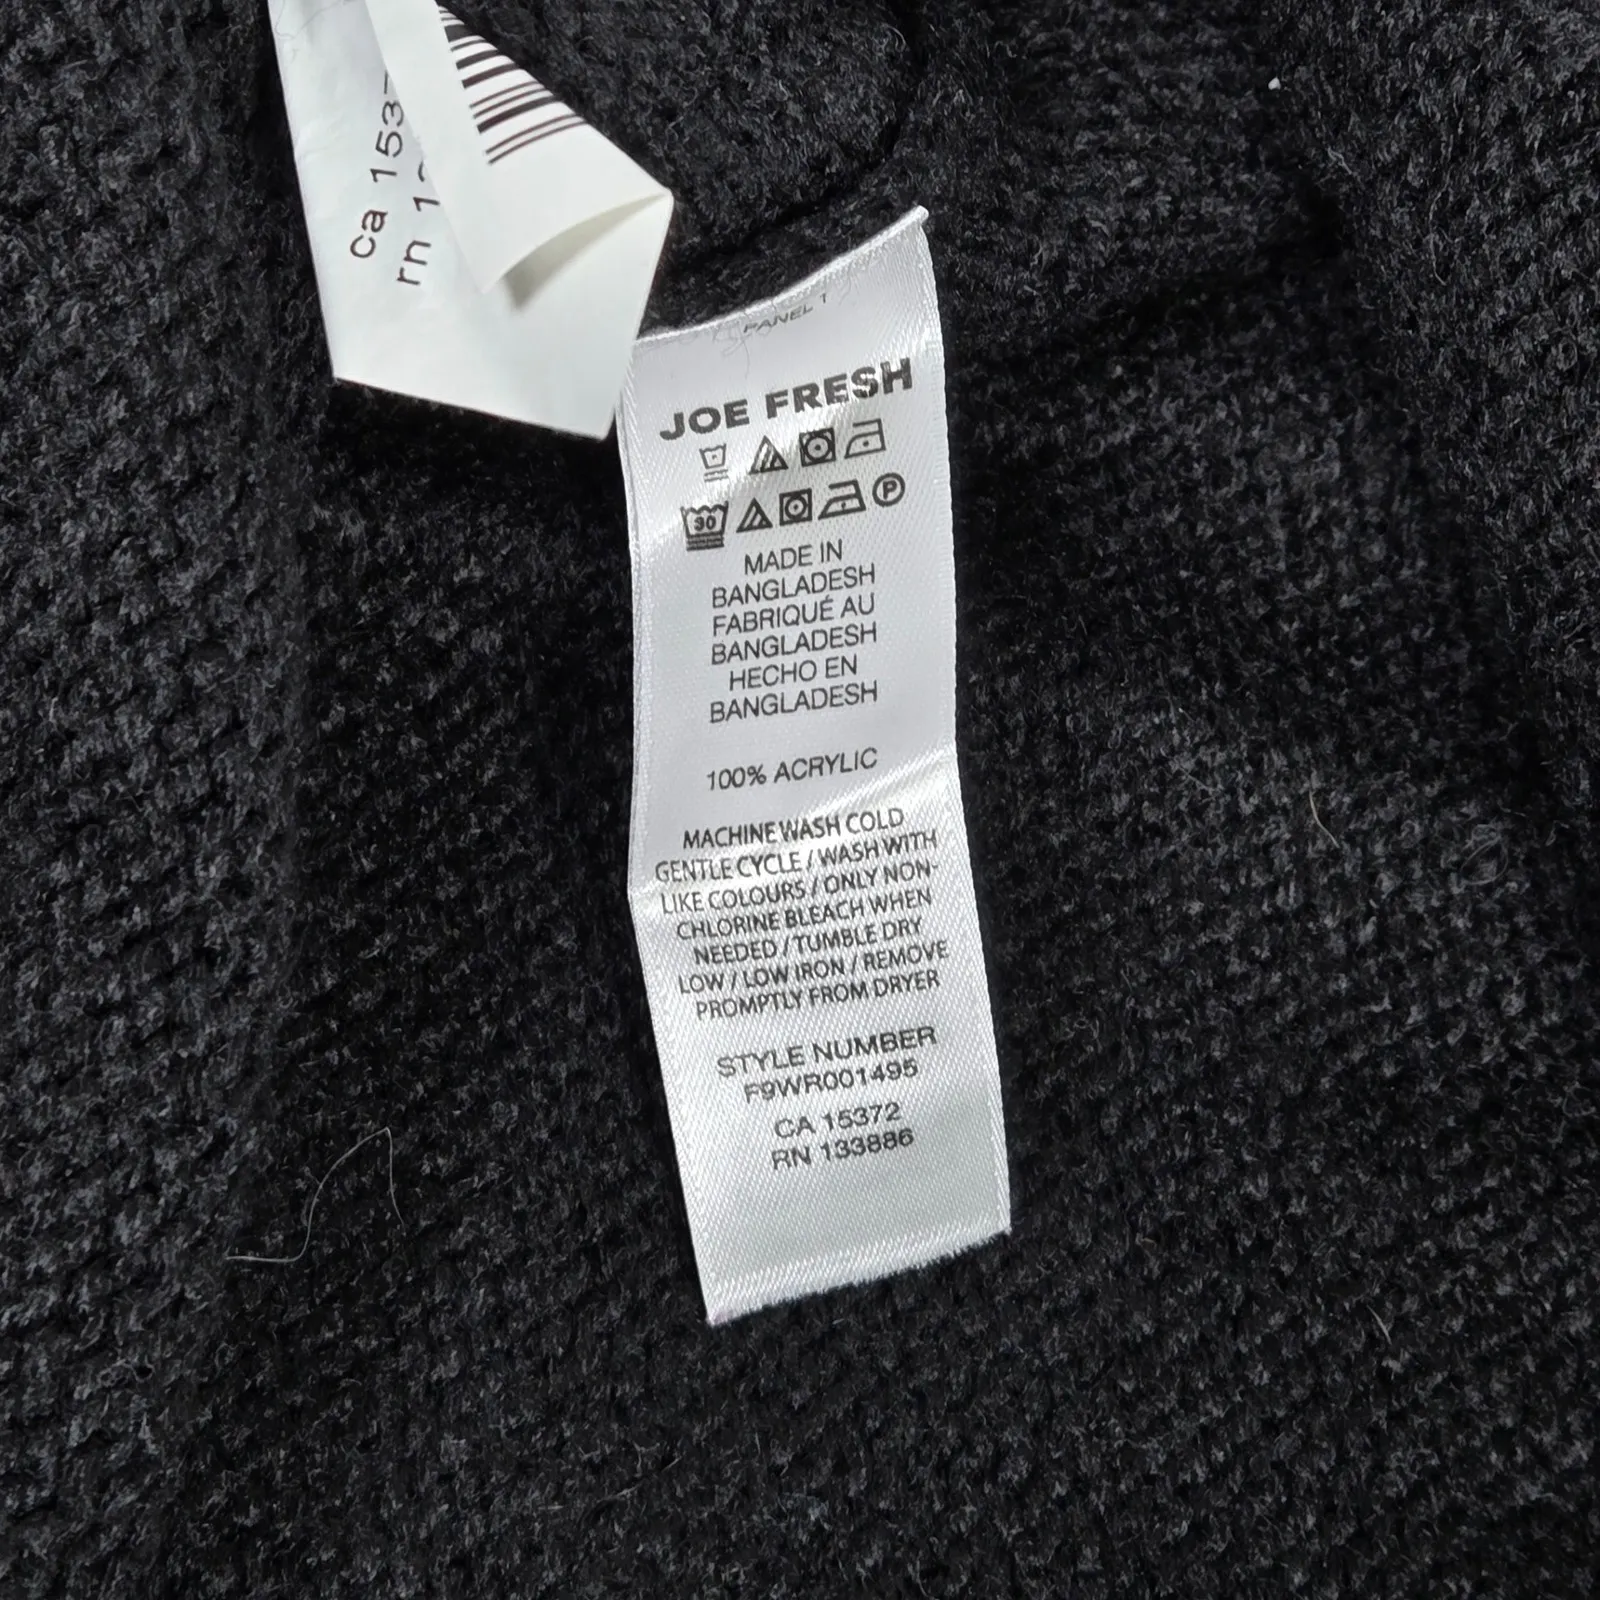 ca 1537
rn 1
PANEL 1
JOE FRESH
30 P
MADE IN
BANGLADESH
FABRIQUÉ AU
BANGLADESH
HECHO EN
BANGLADESH
100% ACRYLIC
MACHINE WASH COLD
GENTLE CYCLE / WASH WITH
LIKE COLOURS / ONLY NON-
CHLORINE BLEACH WHEN
NEEDED / TUMBLE DRY
LOW / LOW IRON / REMOVE
PROMPTLY FROM DRYER
STYLE NUMBER
F9WR001495
CA 15372
RN 133886